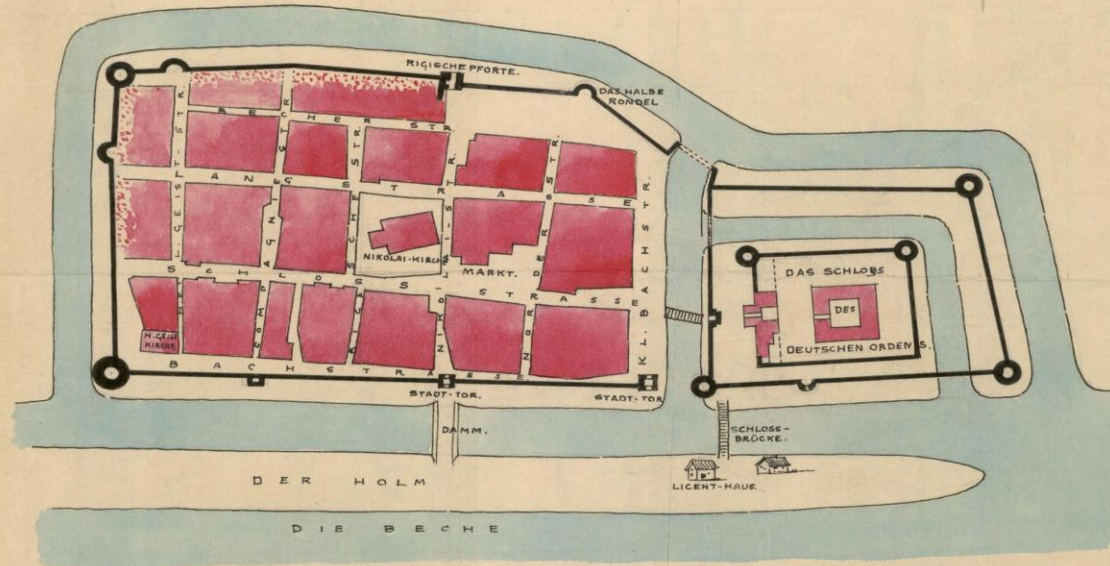 RIGISCHE PFORTE.
DAS HALBE
RONDEL
BECHER STR.
LANG STRASSE
H. GEIST-STR.
NIKOLAI-KIRCHE
MARKT.
SCHLOSS STRASSE
KL. BACHSTR.
H. GEIST
KIRCHE
BACHSTRASSE
STADT-TOR.
STADT-TOR
DAMM.
DAS SCHLOSS
DES
DEUTSCHEN ORDENS.
SCHLOSS-
BRÜCKE.
LICENT-HAUS.
DER HOLM
DIE BECHE